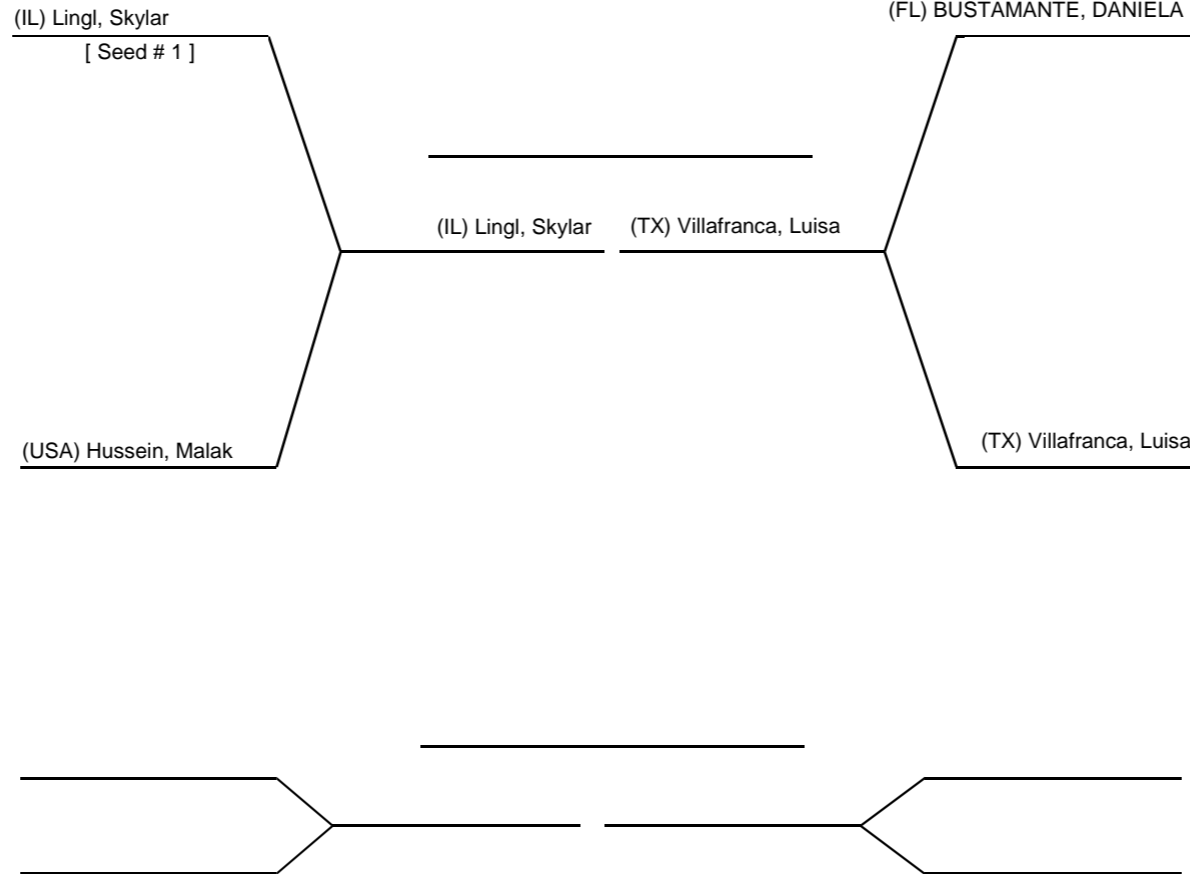 (IL) Lingl, Skylar
(FL) BUSTAMANTE, DANIELA
[ Seed # 1 ]
(IL) Lingl, Skylar
(TX) Villafranca, Luisa
(USA) Hussein, Malak
(TX) Villafranca, Luisa